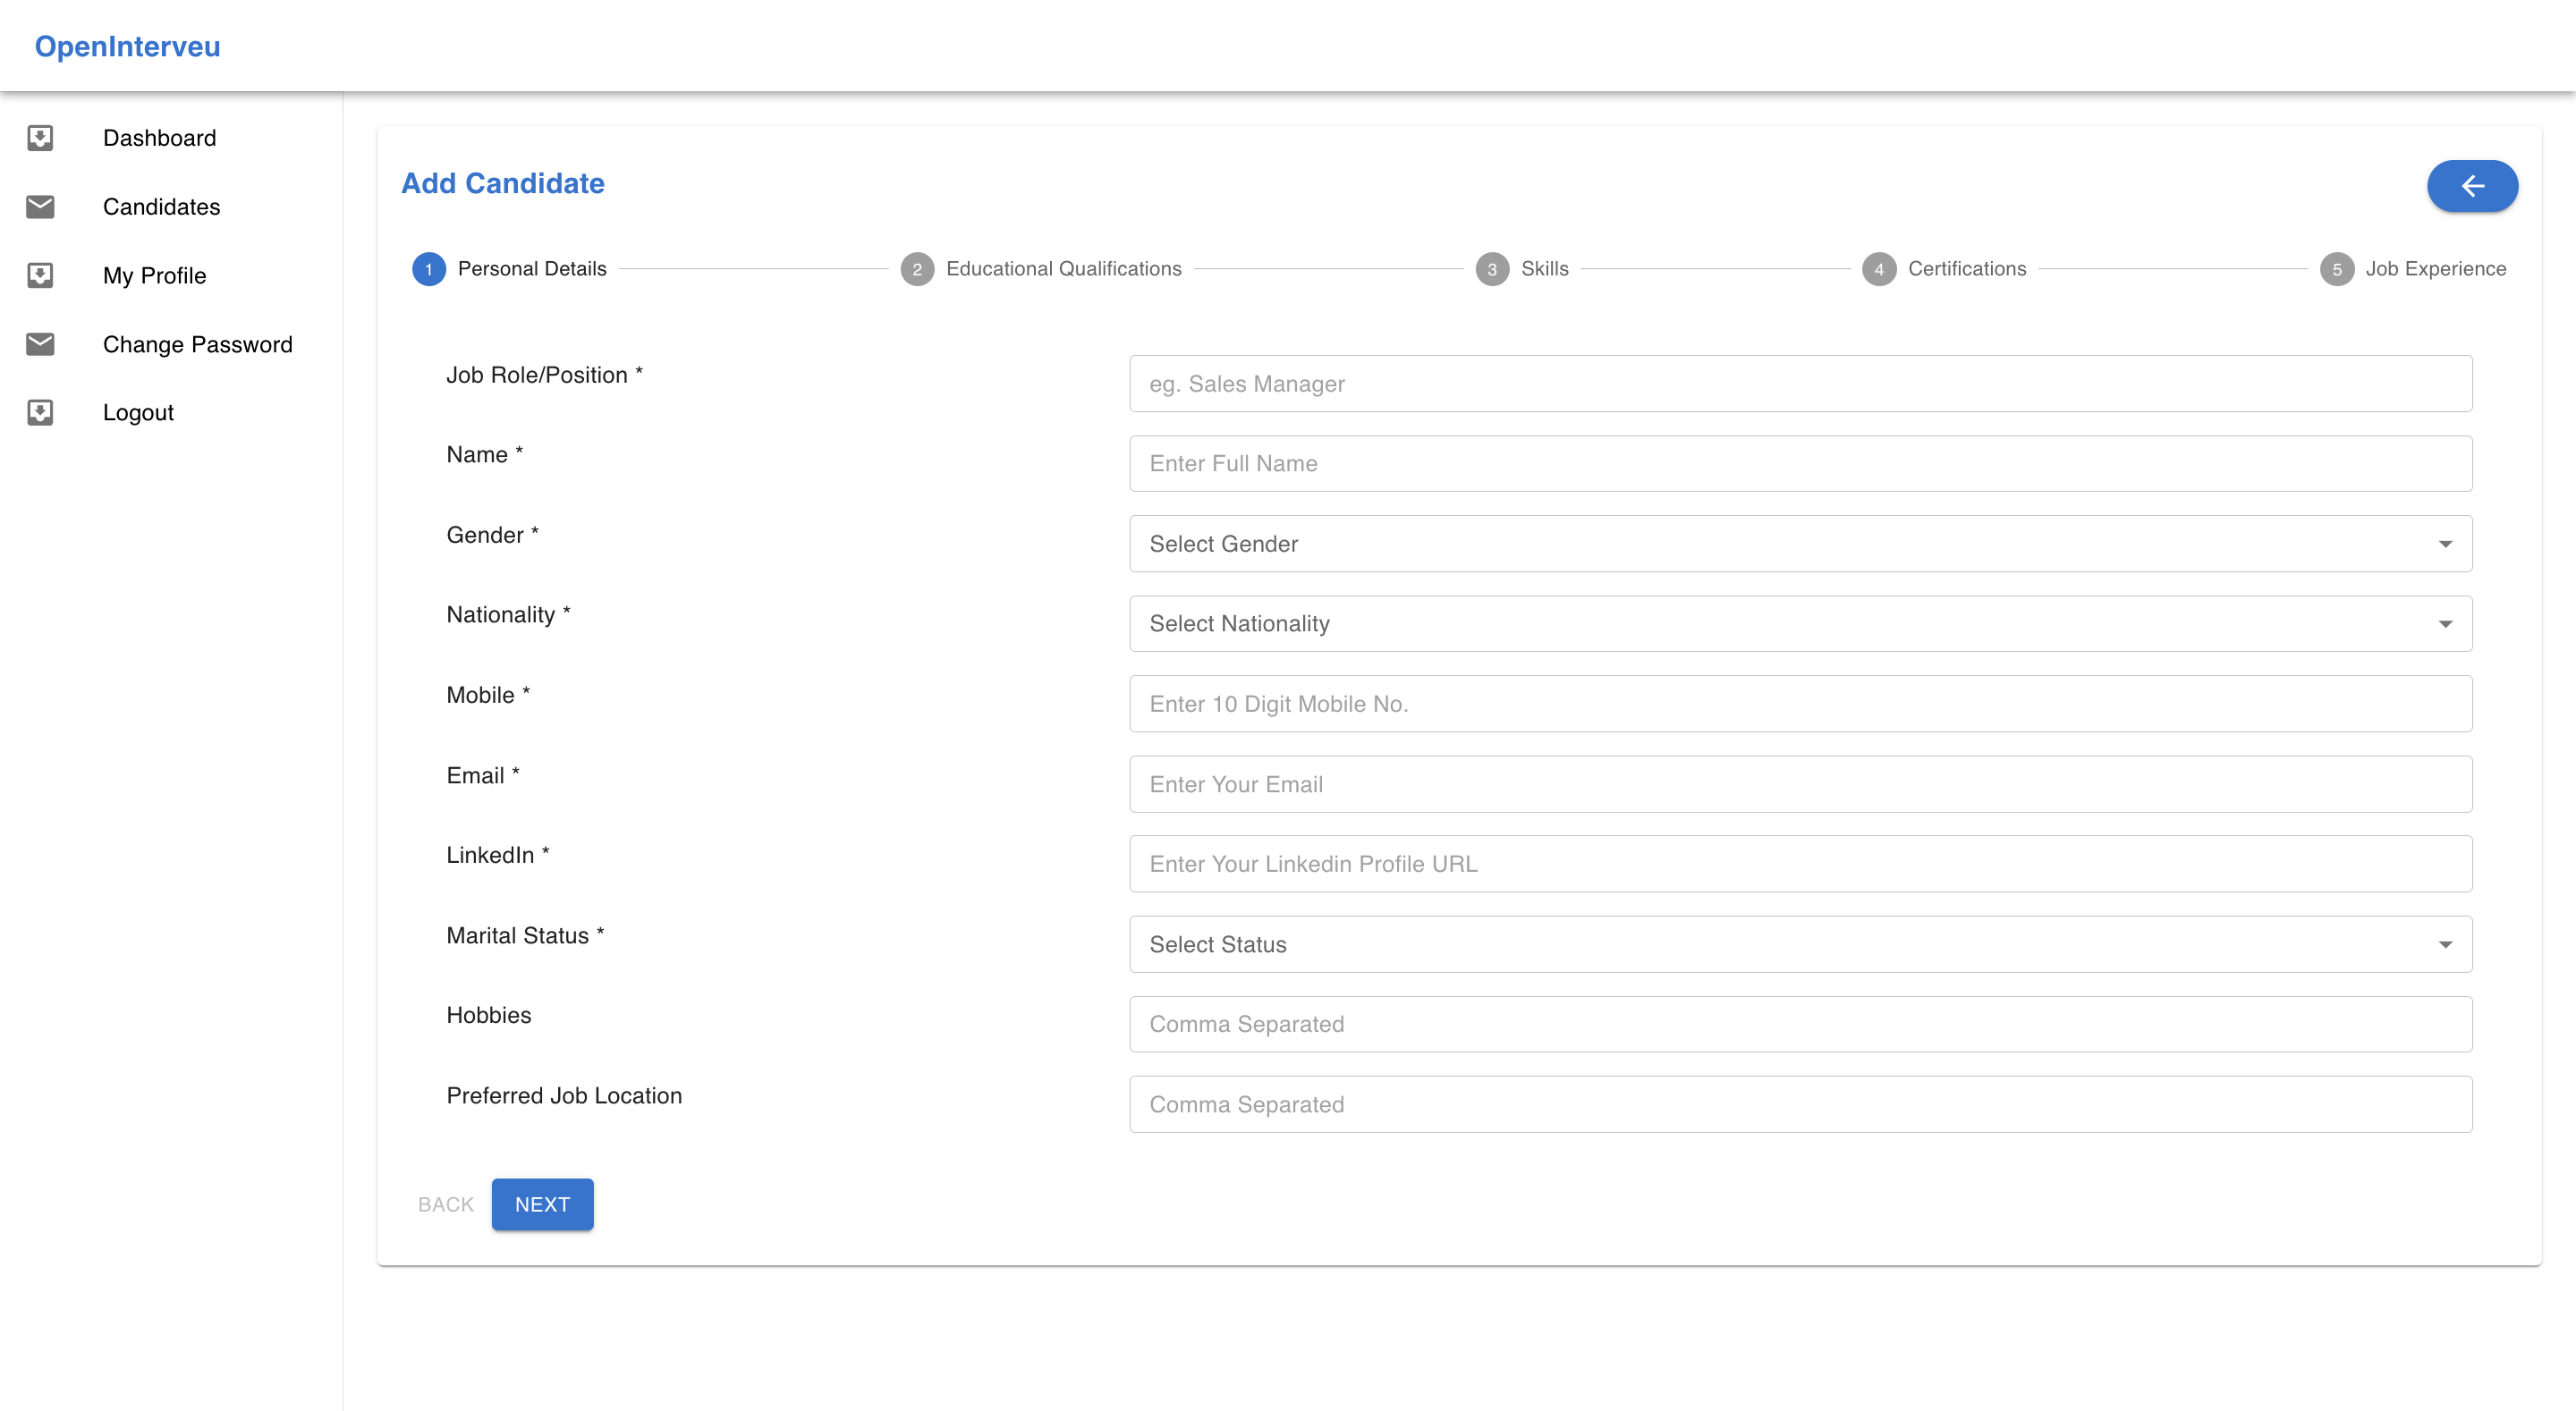 OpenInterveu
Dashboard
Candidates
My Profile
Change Password
Logout
Add Candidate
1 Personal Details 2 Educational Qualifications 3 Skills 4 Certifications 5 Job Experience
Job Role/Position * eg. Sales Manager
Name * Enter Full Name
Gender * Select Gender
Nationality * Select Nationality
Mobile * Enter 10 Digit Mobile No.
Email * Enter Your Email
LinkedIn * Enter Your Linkedin Profile URL
Marital Status * Select Status
Hobbies Comma Separated
Preferred Job Location Comma Separated
BACK NEXT